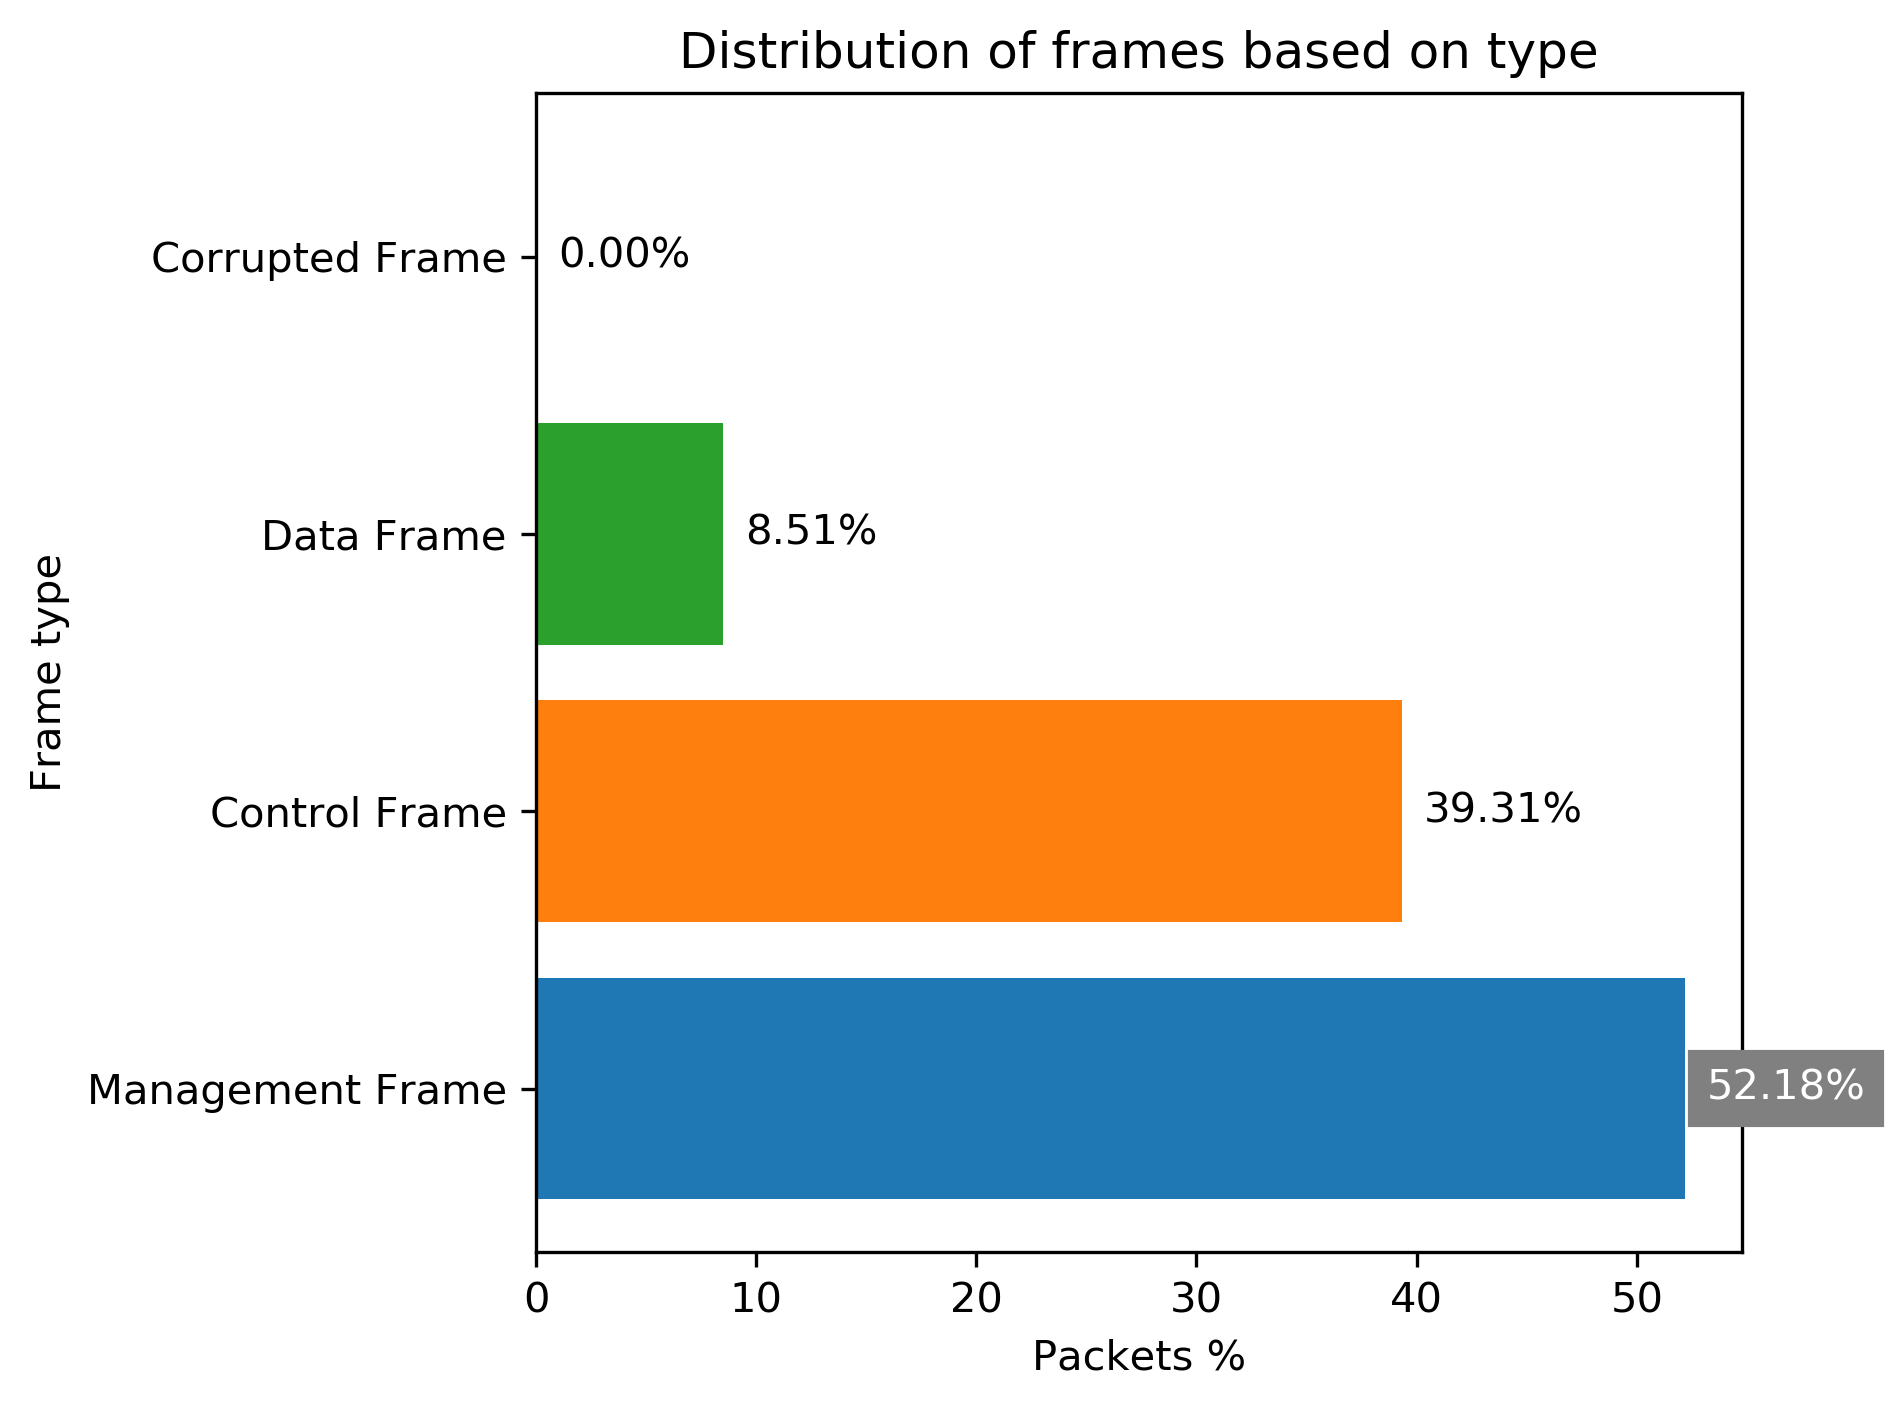 Distribution of frames based on type
Corrupted Frame
0.00%
Data Frame
8.51%
Control Frame
39.31%
Management Frame
52.18%
Frame type
0 10 20 30 40 50
Packets %